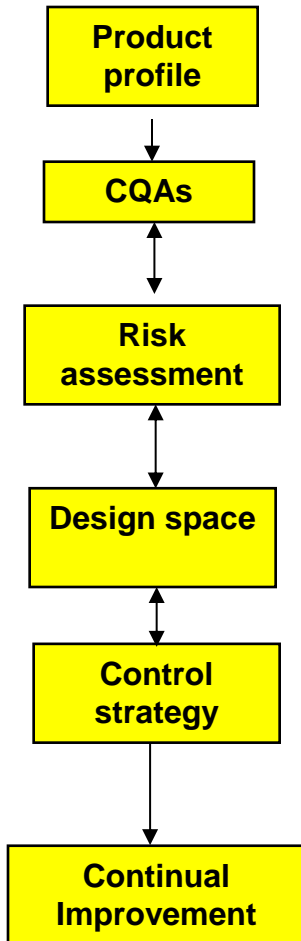 Product
profile
CQAs
Risk
assessment
Design space
Control
strategy
Continual
Improvement